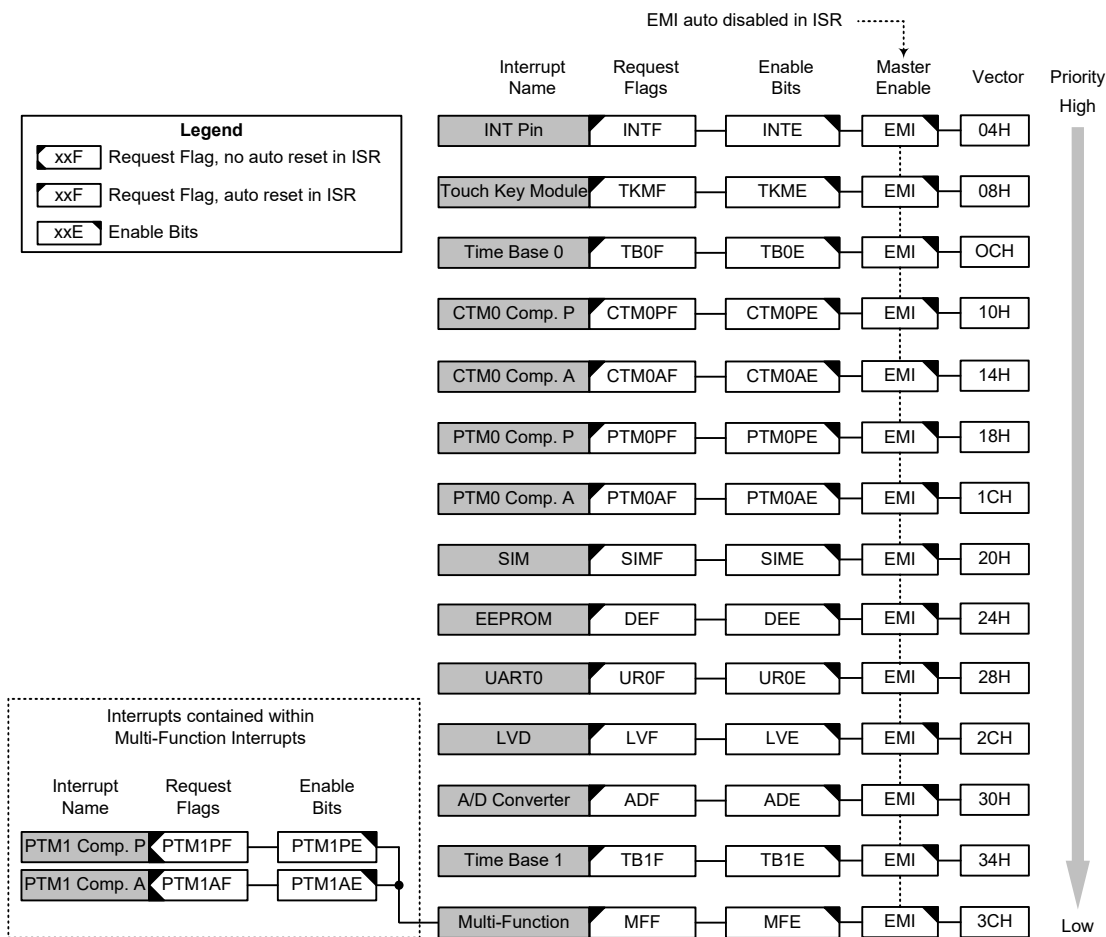 EMI auto disabled in ISR
Interrupt Name Request Flags Enable Bits Master Enable Vector Priority
High
INT Pin INTF INTE EMI 04H
Legend
xxF Request Flag, no auto reset in ISR
xxF Request Flag, auto reset in ISR
xxE Enable Bits
Touch Key Module TKMF TKME EMI 08H
Time Base 0 TB0F TB0E EMI OCH
CTM0 Comp. P CTM0PF CTM0PE EMI 10H
CTM0 Comp. A CTM0AF CTM0AE EMI 14H
PTM0 Comp. P PTM0PF PTM0PE EMI 18H
PTM0 Comp. A PTM0AF PTM0AE EMI 1CH
SIM SIMF SIME EMI 20H
EEPROM DEF DEE EMI 24H
UART0 UR0F UR0E EMI 28H
LVD LVF LVE EMI 2CH
A/D Converter ADF ADE EMI 30H
Time Base 1 TB1F TB1E EMI 34H
Interrupts contained within
Multi-Function Interrupts
Interrupt Name Request Flags Enable Bits
PTM1 Comp. P PTM1PF PTM1PE
PTM1 Comp. A PTM1AF PTM1AE
Multi-Function MFF MFE EMI 3CH
Low